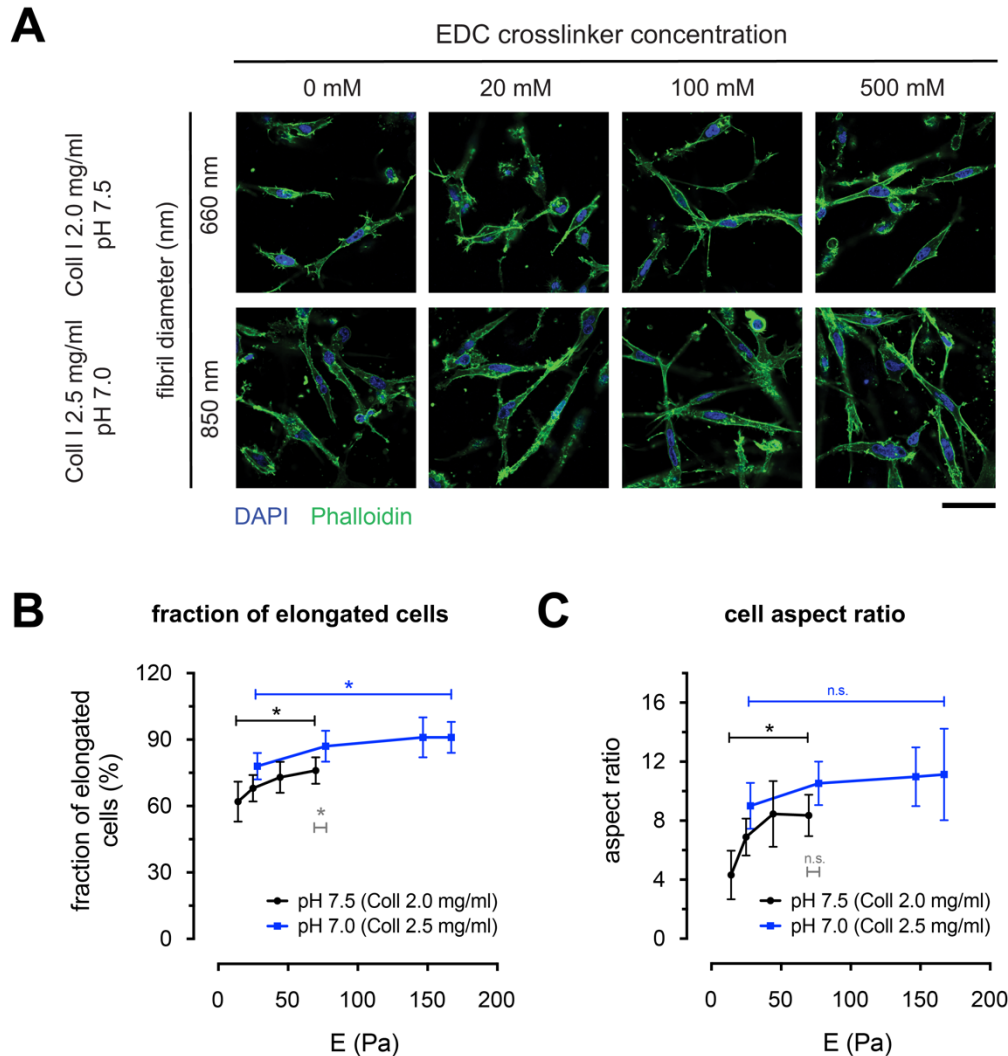 A
EDC crosslinker concentration
0 mM 20 mM 100 mM 500 mM
Coll I 2.0 mg/ml
pH 7.5
Coll I 2.5 mg/ml
pH 7.0
fibril diameter (nm)
660 nm
850 nm
DAPI Phalloidin
B
fraction of elongated cells
fraction of elongated
cells (%)
120
90
60
30
0
*
*
*
pH 7.5 (Coll 2.0 mg/ml)
pH 7.0 (Coll 2.5 mg/ml)
0 50 100 150 200
E (Pa)
C
cell aspect ratio
aspect ratio
16
12
8
4
0
n.s.
*
n.s.
pH 7.5 (Coll 2.0 mg/ml)
pH 7.0 (Coll 2.5 mg/ml)
0 50 100 150 200
E (Pa)